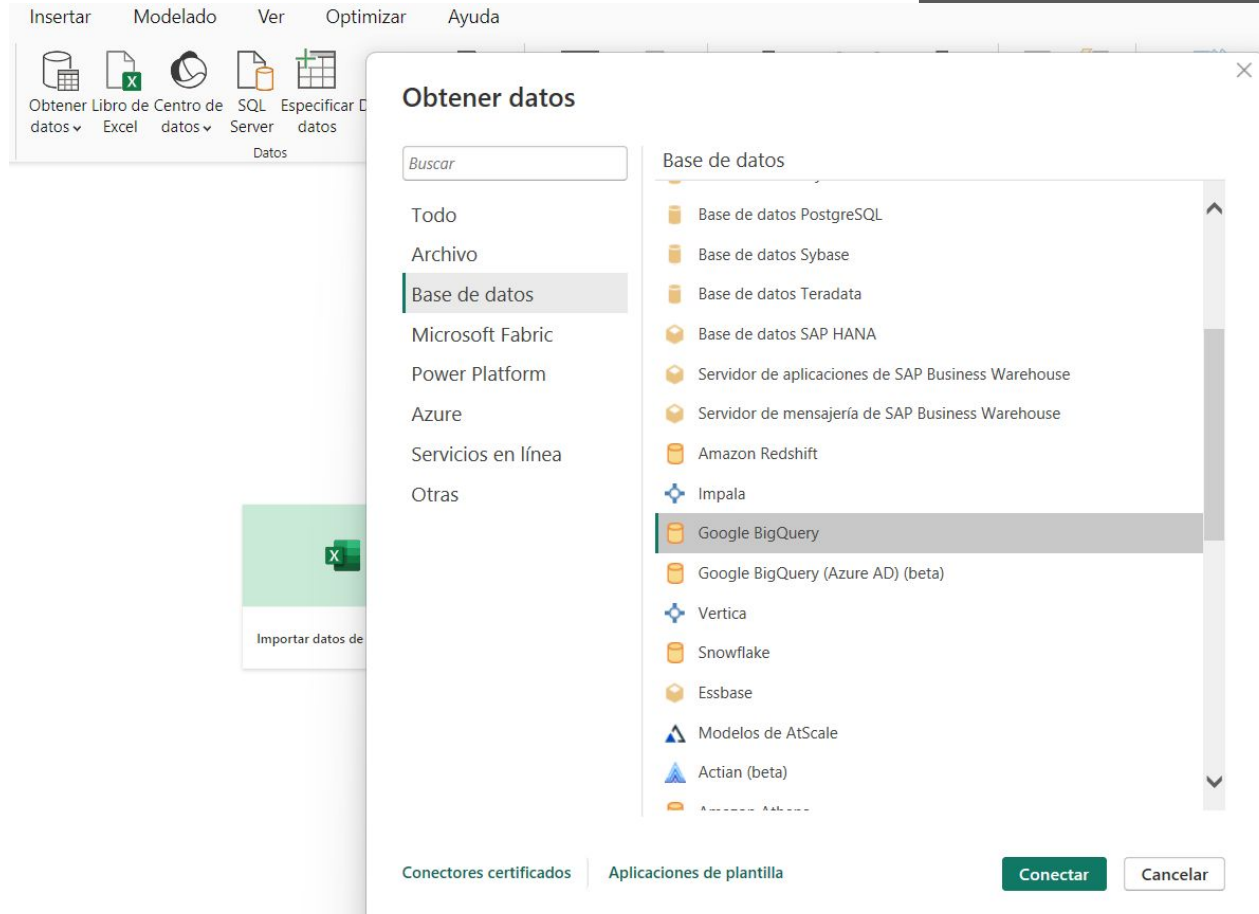 Insertar Modelado Ver Optimizar Ayuda
Obtener Libro de Centro de SQL Especificar
datos Excel datos Server datos
Datos
Importar datos de
Obtener datos
Buscar
Todo
Archivo
Base de datos
Microsoft Fabric
Power Platform
Azure
Servicios en línea
Otras
Base de datos
Base de datos PostgreSQL
Base de datos Sybase
Base de datos Teradata
Base de datos SAP HANA
Servidor de aplicaciones de SAP Business Warehouse
Servidor de mensajería de SAP Business Warehouse
Amazon Redshift
Impala
Google BigQuery
Google BigQuery (Azure AD) (beta)
Vertica
Snowflake
Essbase
Modelos de AtScale
Actian (beta)
Conectores certificados Aplicaciones de plantilla
Conectar Cancelar